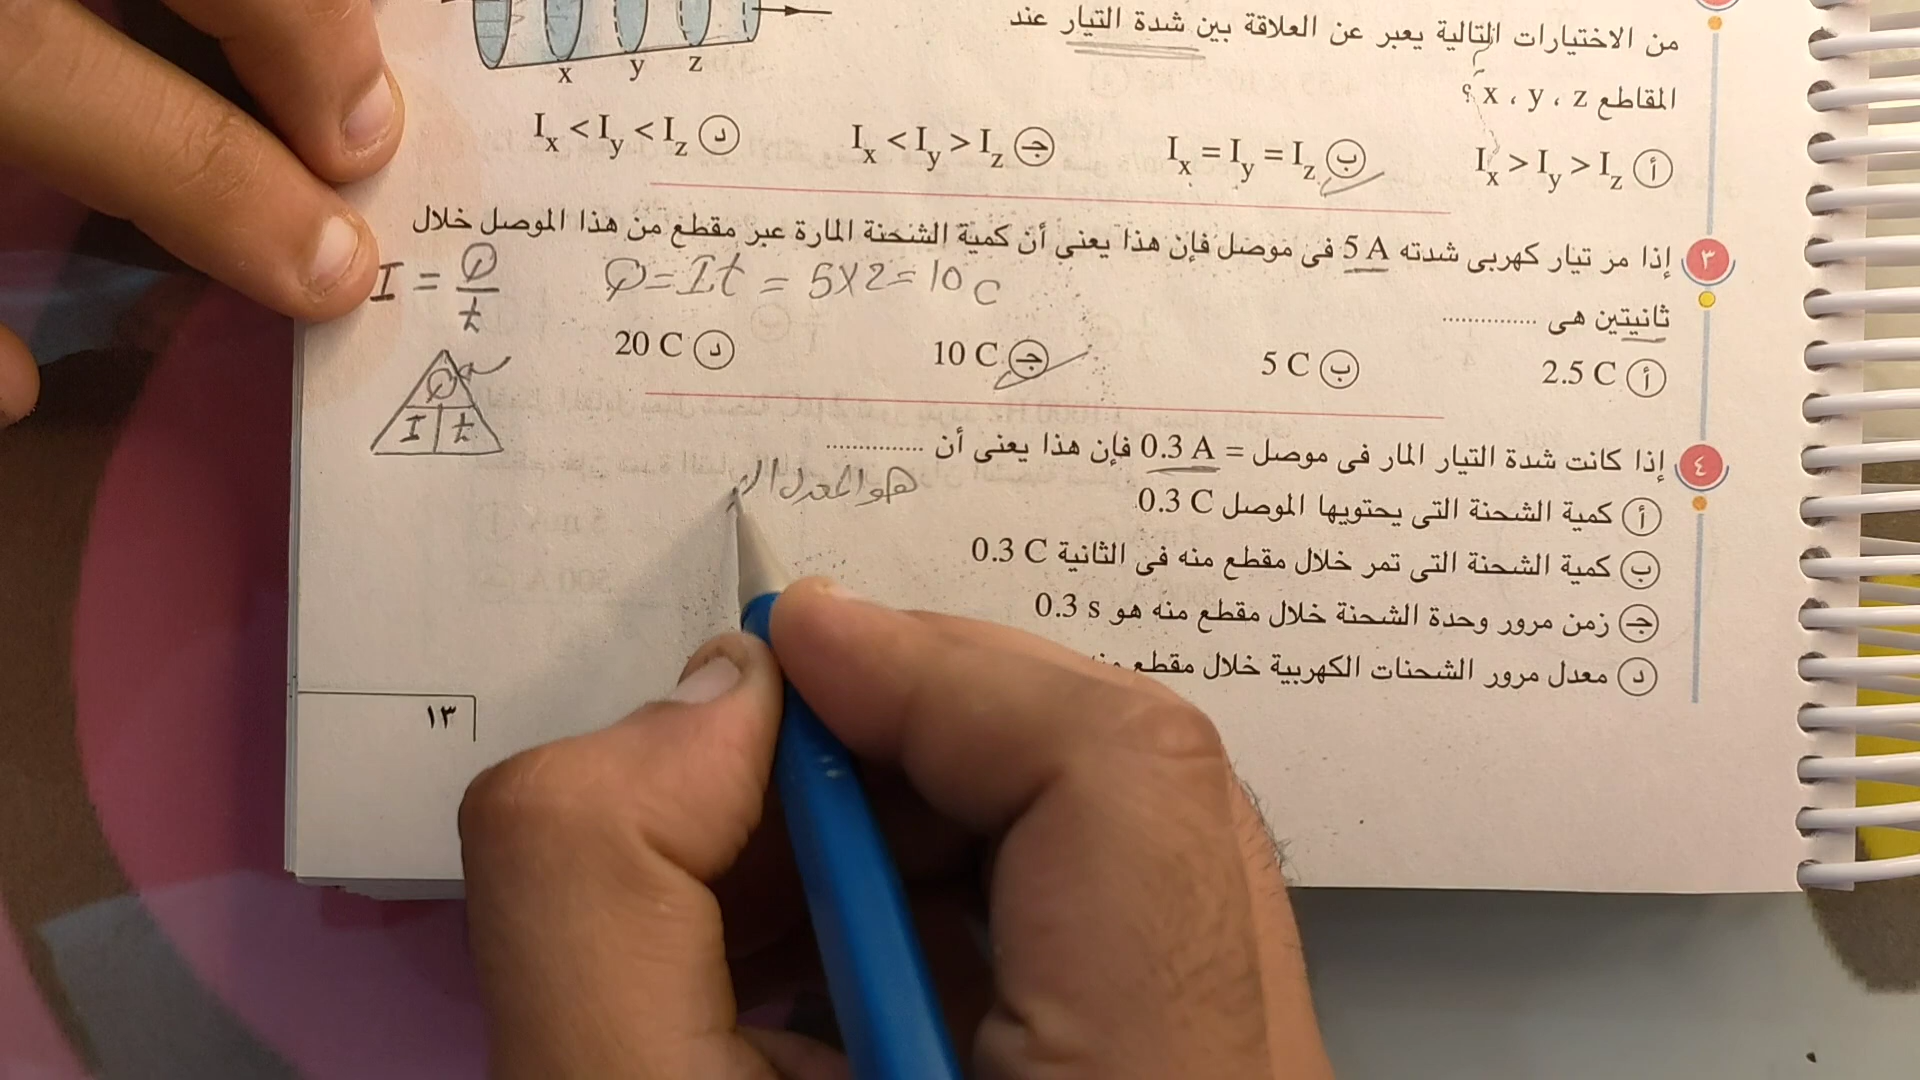 x y z
من الاختيارات التالية يعبر عن العلاقة بين شدة التيار عند
المقاطع x ، y ، z ؟
أ Ix > Iy > Iz ب Ix = Iy = Iz جـ Ix < Iy > Iz د Ix < Iy < Iz
٣ إذا مر تيار كهربى شدته 5 A فى موصل فإن هذا يعنى أن كمية الشحنة المارة عبر مقطع من هذا الموصل خلال
ثانيتين هى ...............
I = Q/t
Q = It = 5 x 2 = 10 C
أ 2.5 C ب 5 C جـ 10 C د 20 C
Q
I t
٤ إذا كانت شدة التيار المار فى موصل = 0.3 A فإن هذا يعنى أن ...............
هو المعدل
أ كمية الشحنة التى يحتويها الموصل 0.3 C
ب كمية الشحنة التى تمر خلال مقطع منه فى الثانية 0.3 C
جـ زمن مرور وحدة الشحنة خلال مقطع منه هو 0.3 s
د معدل مرور الشحنات الكهربية خلال مقطع
١٣